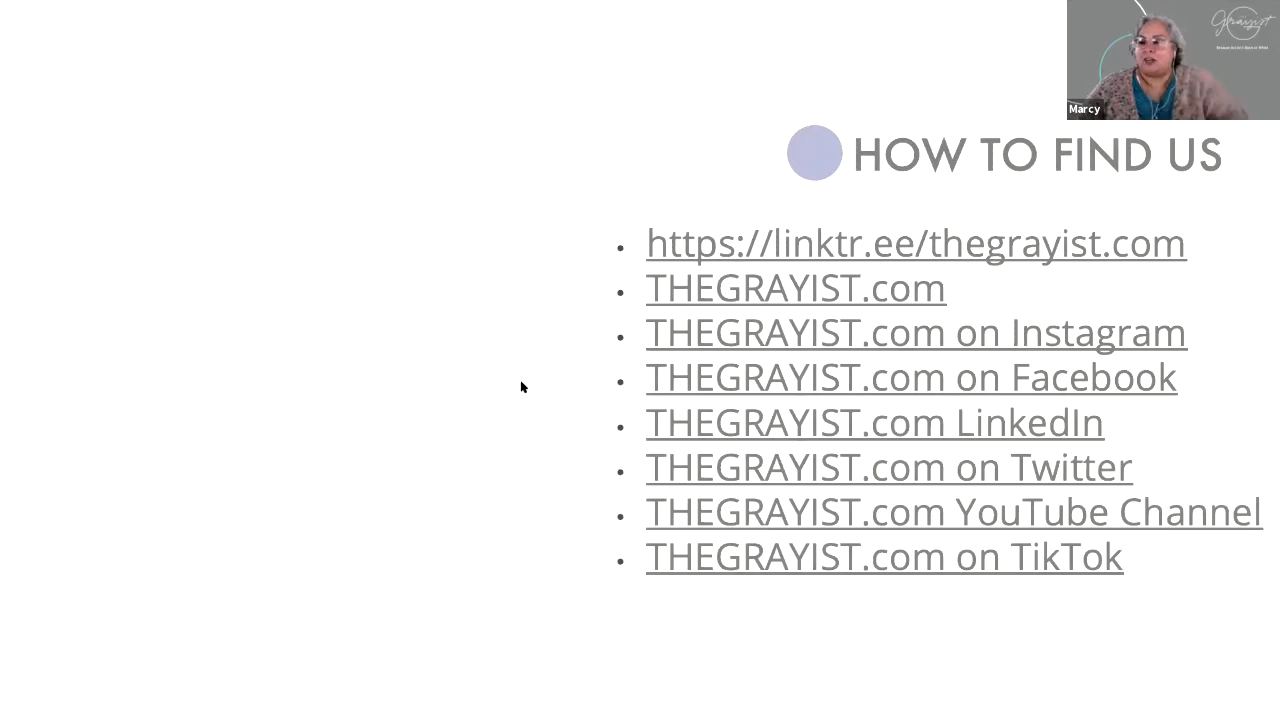 Grayist
Marcy
HOW TO FIND US
• https://linktr.ee/thegrayist.com
• THEGRAYIST.com
• THEGRAYIST.com on Instagram
• THEGRAYIST.com on Facebook
• THEGRAYIST.com LinkedIn
• THEGRAYIST.com on Twitter
• THEGRAYIST.com YouTube Channel
• THEGRAYIST.com on TikTok